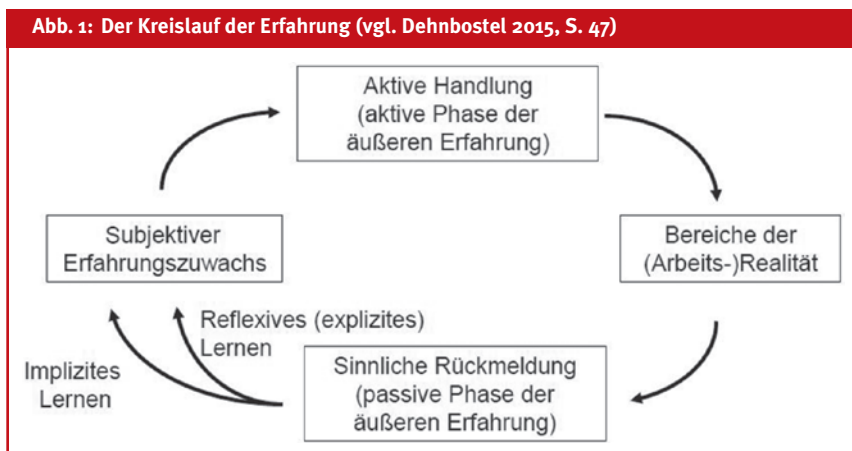 Abb. 1: Der Kreislauf der Erfahrung (vgl. Dehnbostel 2015, S. 47)
Aktive Handlung
(aktive Phase der
äußeren Erfahrung)
Subjektiver
Erfahrungszuwachs
Bereiche der
(Arbeits-)Realität
Reflexives (explizites)
Lernen
Implizites
Lernen
Sinnliche Rückmeldung
(passive Phase der
äußeren Erfahrung)